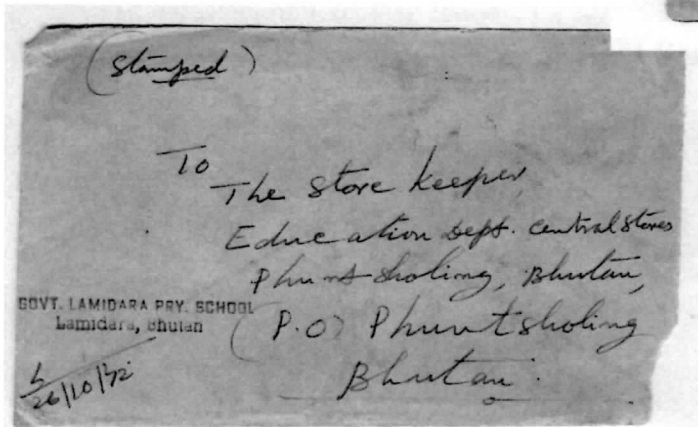 (Stamped)
To
The Store Keeper,
Education Dept. Central Stores
Phuntsholing, Bhutan,
(P.O) Phuntsholing
Bhutan.
GOVT. LAMIDARA PRY. SCHOOL
Lamidara, Bhutan
26/10/72